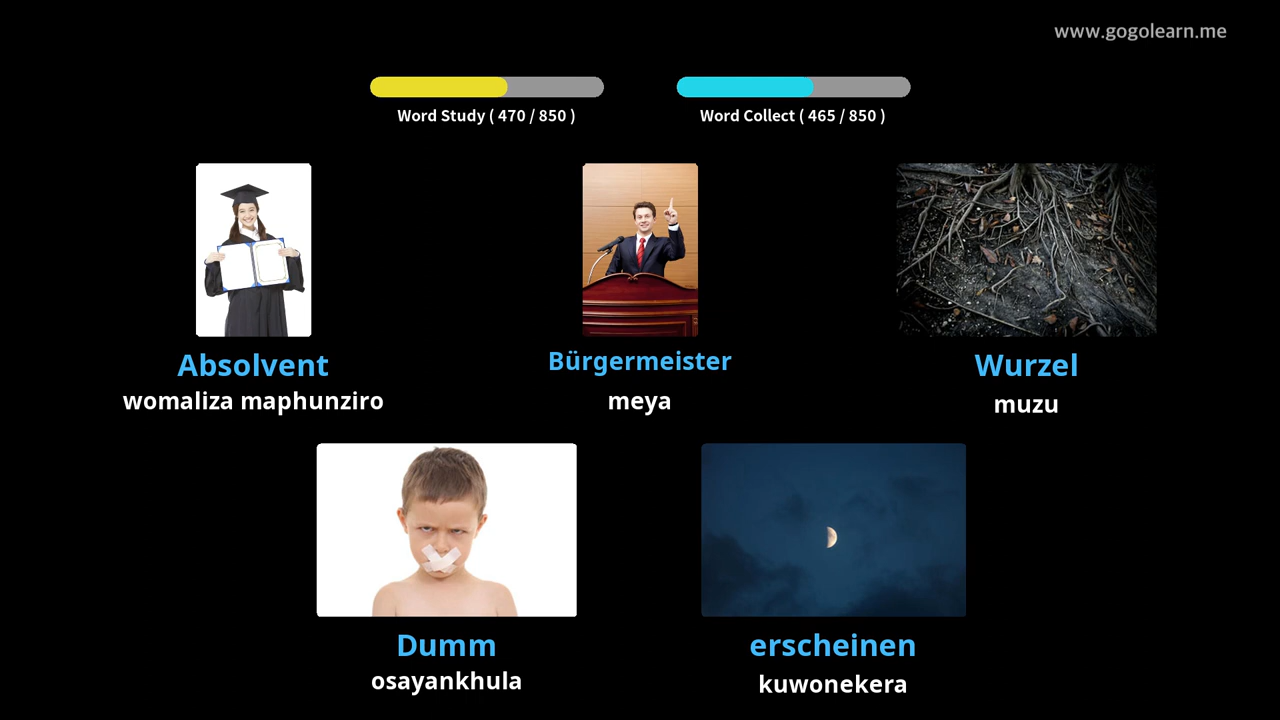 www.gogolearn.me
Word Study ( 470 / 850 )
Word Collect ( 465 / 850 )
Absolvent
womaliza maphunziro
Bürgermeister
meya
Wurzel
muzu
Dumm
osayankhula
erscheinen
kuwonekera